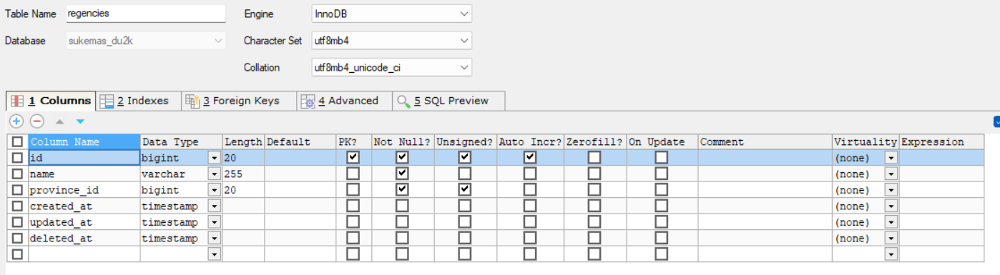 Table Name regencies Engine InnoDB
Database sukemas_du2k Character Set utf8mb4
Collation utf8mb4_unicode_ci
1 Columns 2 Indexes 3 Foreign Keys 4 Advanced 5 SQL Preview
Column Name Data Type Length Default PK? Not Null? Unsigned? Auto Incr? Zerofill? On Update Comment Virtuality Expression
id bigint 20 (none)
name varchar 255 (none)
province_id bigint 20 (none)
created_at timestamp (none)
updated_at timestamp (none)
deleted_at timestamp (none)